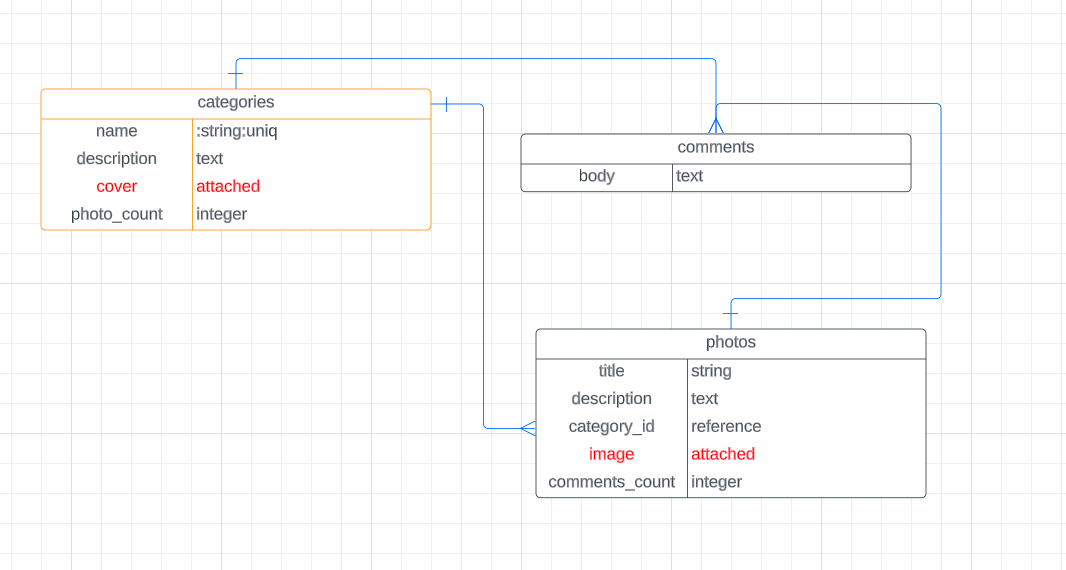 categories
name :string:uniq
description text
cover attached
photo_count integer
comments
body text
photos
title string
description text
category_id reference
image attached
comments_count integer